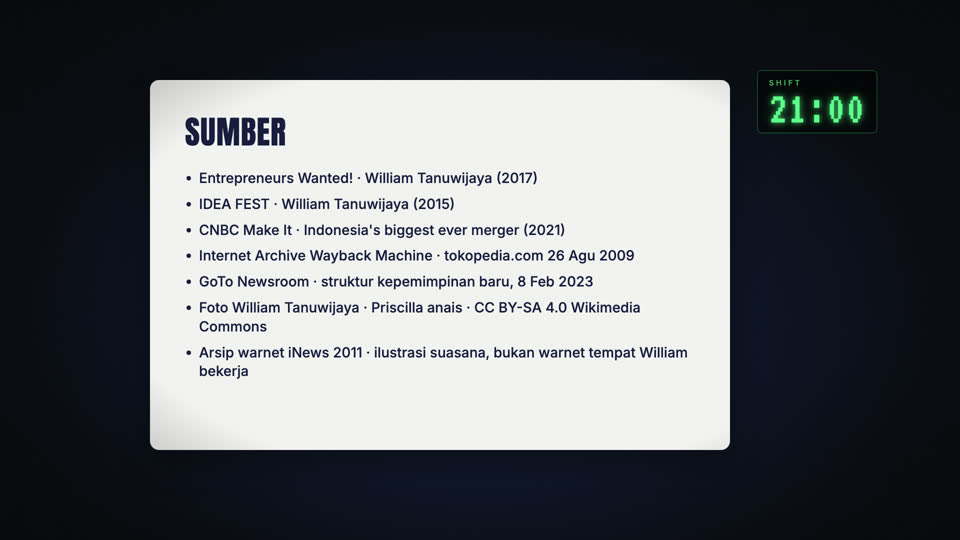 SUMBER
• Entrepreneurs Wanted! · William Tanuwijaya (2017)
• IDEA FEST · William Tanuwijaya (2015)
• CNBC Make It · Indonesia's biggest ever merger (2021)
• Internet Archive Wayback Machine · tokopedia.com 26 Agu 2009
• GoTo Newsroom · struktur kepemimpinan baru, 8 Feb 2023
• Foto William Tanuwijaya · Priscilla anais · CC BY-SA 4.0 Wikimedia
Commons
• Arsip warnet iNews 2011 · ilustrasi suasana, bukan warnet tempat William
bekerja
SHIFT
21:00